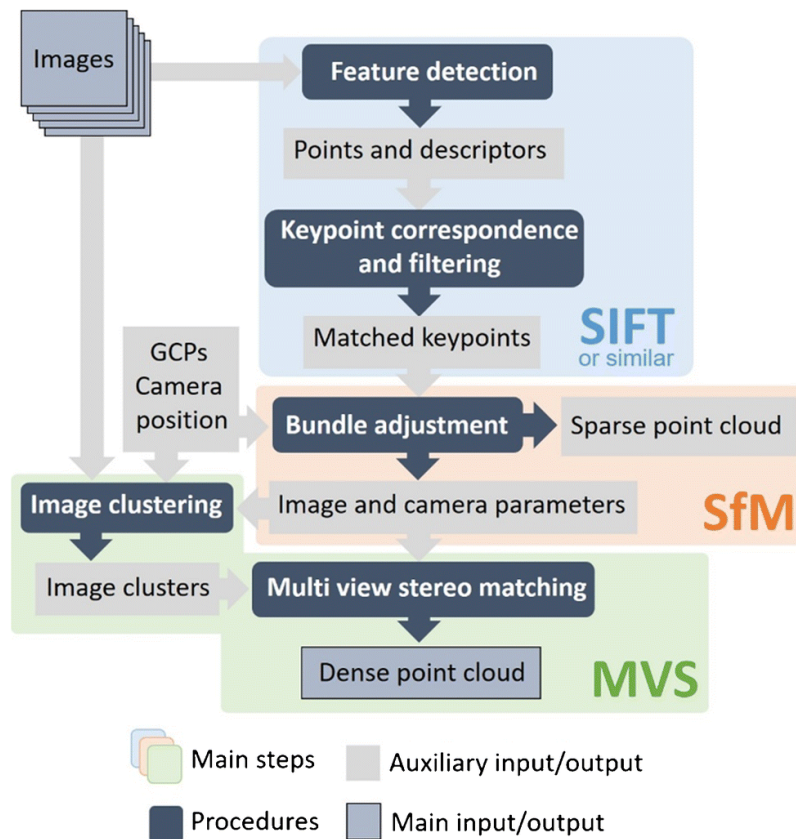 Images
Feature detection
Points and descriptors
Keypoint correspondence
and filtering
Matched keypoints
SIFT
or similar
GCPs
Camera
position
Bundle adjustment
Sparse point cloud
Image clustering
Image and camera parameters
SfM
Image clusters
Multi view stereo matching
Dense point cloud
MVS
Main steps
Auxiliary input/output
Procedures
Main input/output